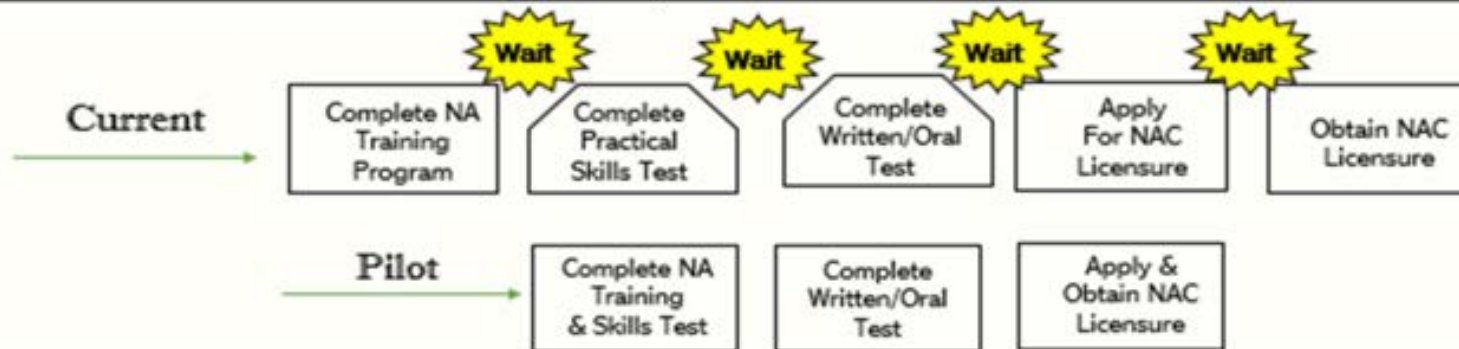 Wait
Wait
Wait
Wait
Current
Complete NA
Training
Program
Complete
Practical
Skills Test
Complete
Written/Oral
Test
Apply
For NAC
Licensure
Obtain NAC
Licensure
Pilot
Complete NA
Training
& Skills Test
Complete
Written/Oral
Test
Apply &
Obtain NAC
Licensure